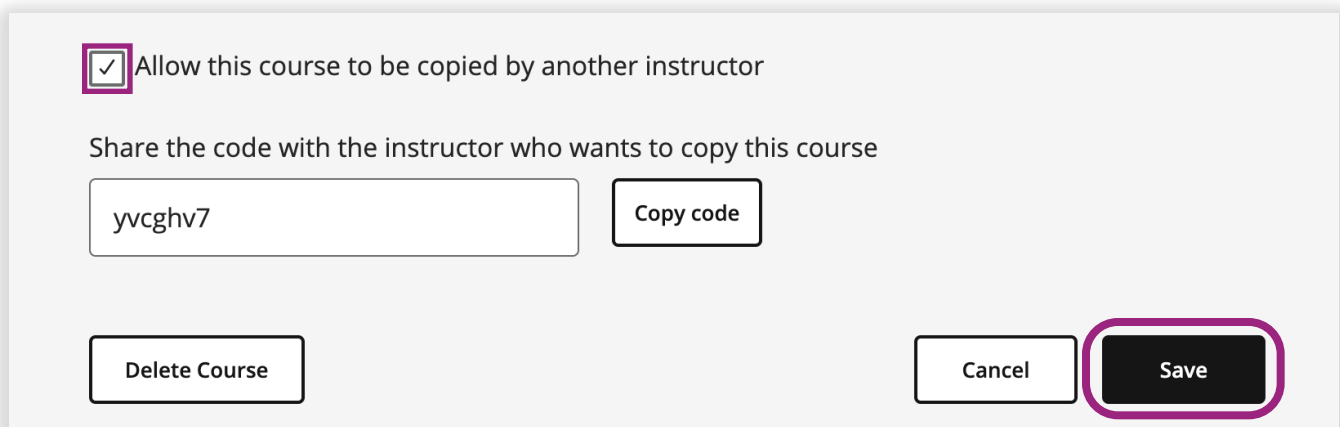 Allow this course to be copied by another instructor
Share the code with the instructor who wants to copy this course
yvcghv7
Copy code
Delete Course
Cancel
Save